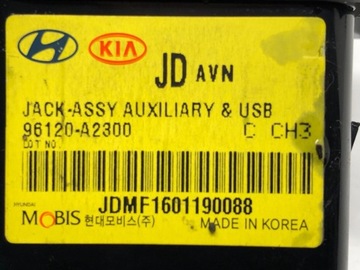 KIA
JD AVN
JACK-ASSY AUXILIARY & USB
96120-A2300 C CH3
LOT NO.
JDMF1601190088
HYUNDAI
MOBIS 현대모비스(주) MADE IN KOREA